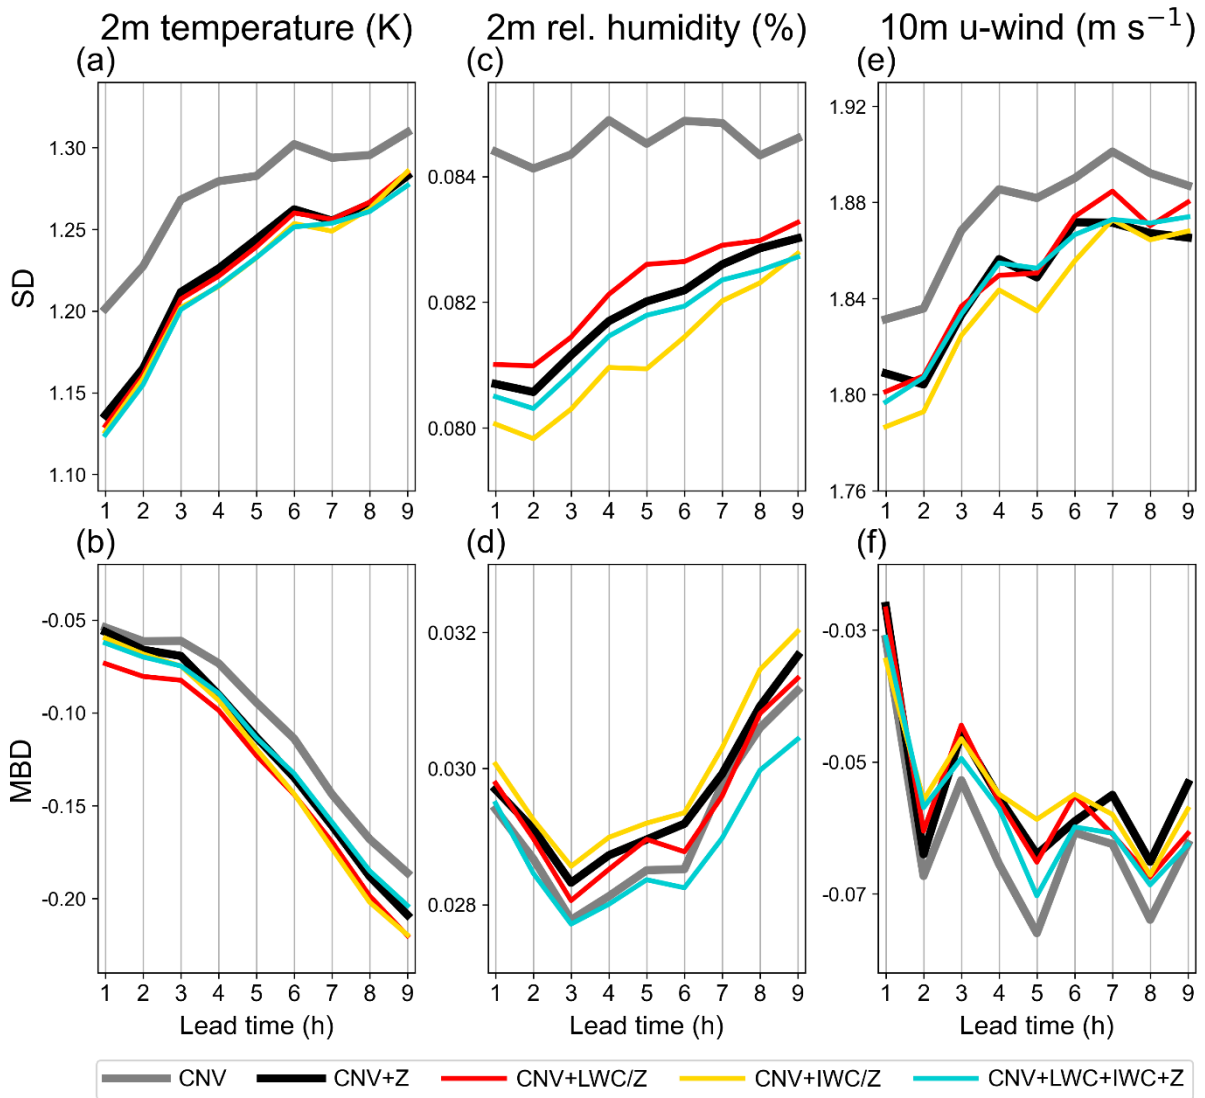 2m temperature (K)
2m rel. humidity (%)
10m u-wind (m s⁻¹)
(a)
(c)
(e)
SD
1.30
1.25
1.20
1.15
1.10
0.084
0.082
0.080
1.92
1.88
1.84
1.80
1.76
1 2 3 4 5 6 7 8 9
1 2 3 4 5 6 7 8 9
1 2 3 4 5 6 7 8 9
(b)
(d)
(f)
MBD
-0.05
-0.10
-0.15
-0.20
0.032
0.030
0.028
-0.03
-0.05
-0.07
1 2 3 4 5 6 7 8 9
1 2 3 4 5 6 7 8 9
1 2 3 4 5 6 7 8 9
Lead time (h)
Lead time (h)
Lead time (h)
CNV
CNV+Z
CNV+LWC/Z
CNV+IWC/Z
CNV+LWC+IWC+Z